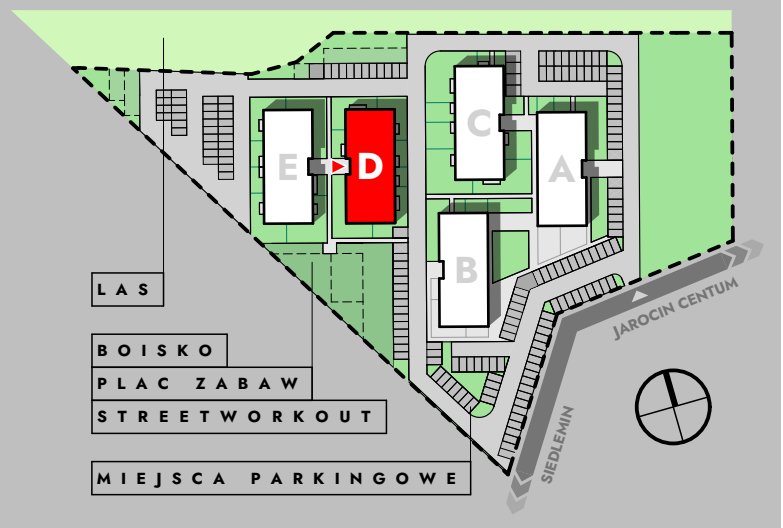 C
A
E
D
B
LAS
BOISKO
PLAC ZABAW
STREETWORKOUT
MIEJSCA PARKINGOWE
JAROCIN CENTUM
SIEDLEMIN